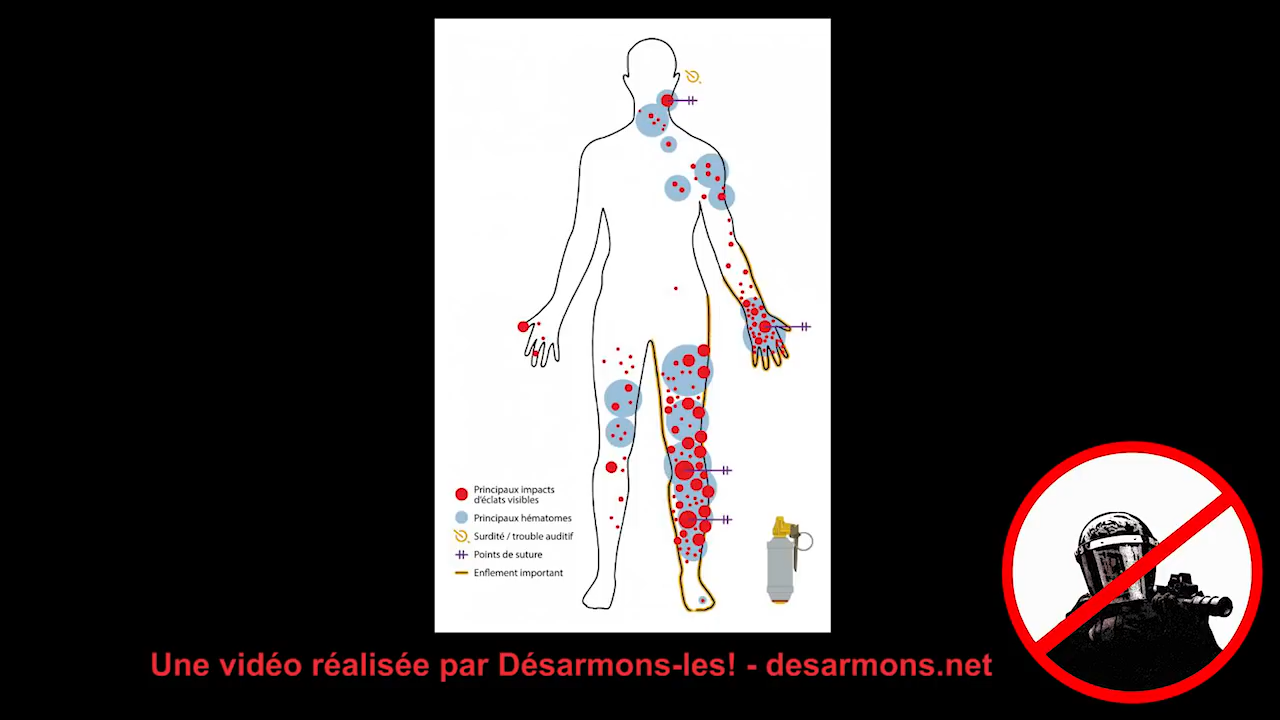 Principaux impacts
d'éclats visibles
Principaux hématomes
Surdité / trouble auditif
Points de suture
Enflement important
Une vidéo réalisée par Désarmons-les! - desarmons.net